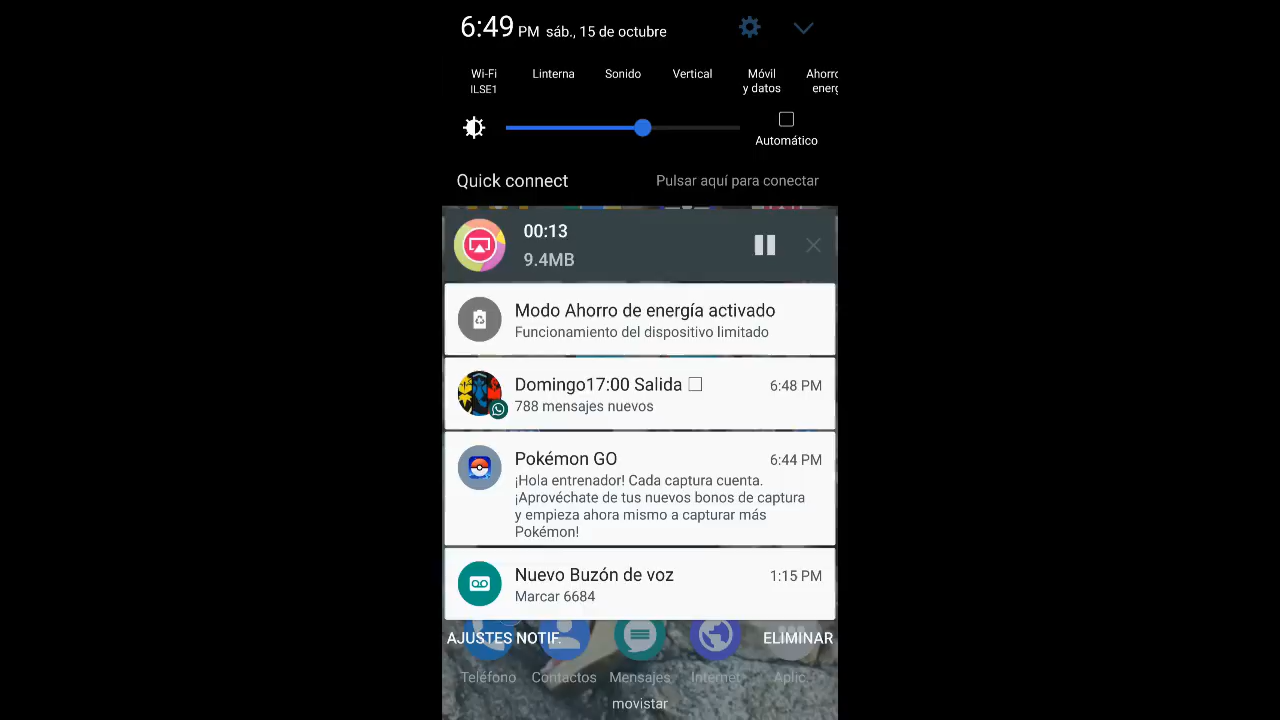 6:49 PM sáb., 15 de octubre
Wi-Fi
ILSE1
Linterna
Sonido
Vertical
Móvil
y datos
Ahorro
energ
Automático
Quick connect
Pulsar aquí para conectar
00:13
9.4MB
Modo Ahorro de energía activado
Funcionamiento del dispositivo limitado
Domingo17:00 Salida
6:48 PM
788 mensajes nuevos
Pokémon GO
6:44 PM
¡Hola entrenador! Cada captura cuenta.
¡Aprovéchate de tus nuevos bonos de captura
y empieza ahora mismo a capturar más
Pokémon!
Nuevo Buzón de voz
1:15 PM
Marcar 6684
AJUSTES NOTIF.
ELIMINAR
Teléfono
Contactos
Mensajes
Internet
Aplic.
movistar